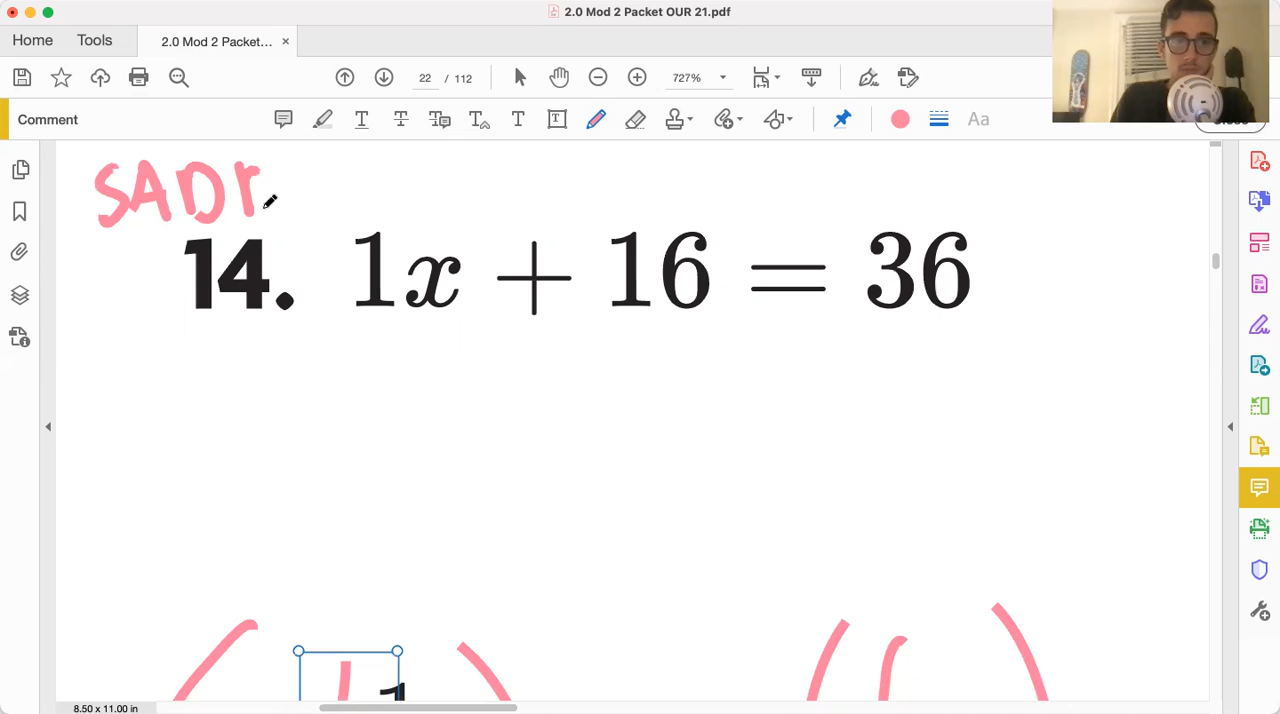 2.0 Mod 2 Packet OUR 21.pdf
Home
Tools
2.0 Mod 2 Packet... ×
22 / 112
727%
Comment
Aa
SAD
14. 1x + 16 = 36
8.50 x 11.00 in